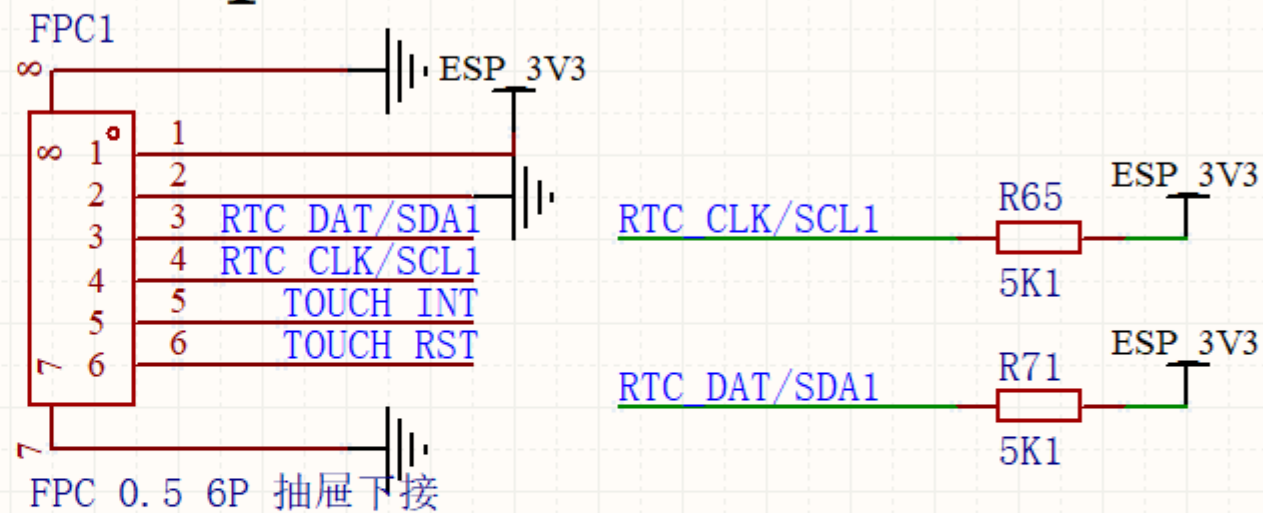 FPC1
8
ESP_3V3
8 1 1
2 2
3 3 RTC_DAT/SDA1
4 4 RTC_CLK/SCL1
5 5 TOUCH_INT
7 6 6 TOUCH_RST
7
FPC 0.5 6P 抽屉下接
ESP_3V3
RTC_CLK/SCL1
R65
5K1
ESP_3V3
RTC_DAT/SDA1
R71
5K1